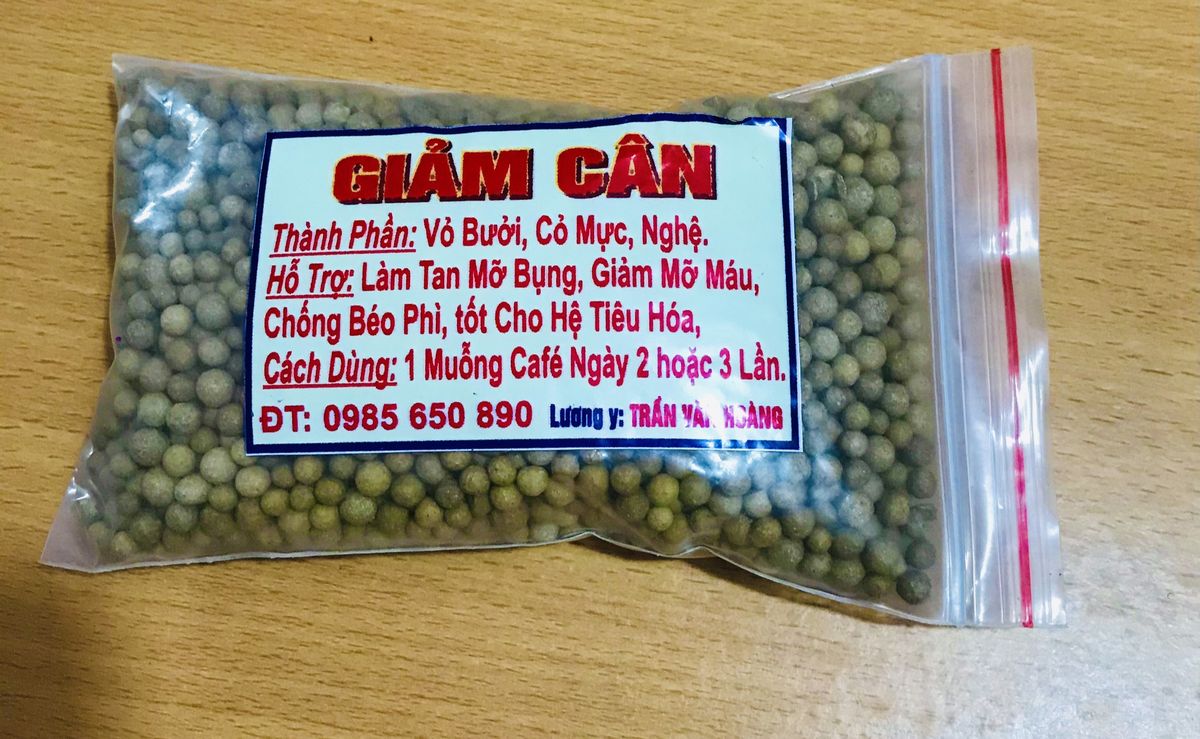 GIẢM CÂN
Thành Phần: Vỏ Bưởi, Cỏ Mực, Nghệ.
Hỗ Trợ: Làm Tan Mỡ Bụng, Giảm Mỡ Máu,
Chống Béo Phì, tốt Cho Hệ Tiêu Hóa,
Cách Dùng: 1 Muỗng Café Ngày 2 hoặc 3 Lần.
ĐT: 0985 650 890 Lương y: TRẦN VĂN HOÀNG